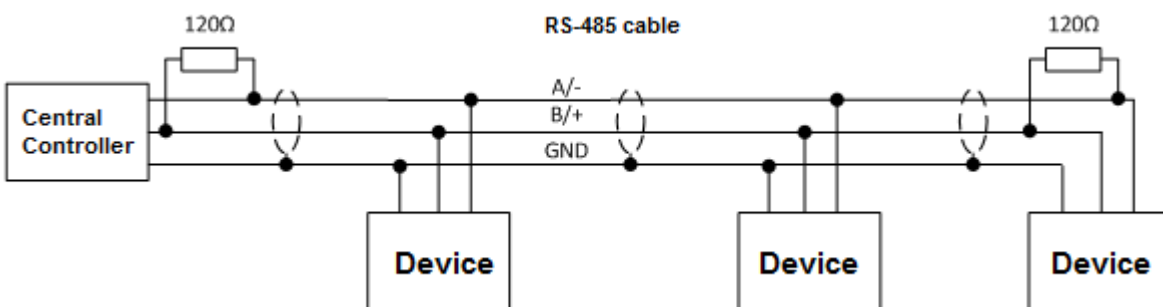 120Ω
RS-485 cable
120Ω
A/-
B/+
GND
Central
Controller
Device
Device
Device